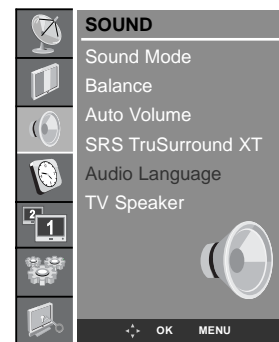 SOUND
Sound Mode
Balance
Auto Volume
SRS TruSurround XT
Audio Language
TV Speaker
2
1
OK MENU